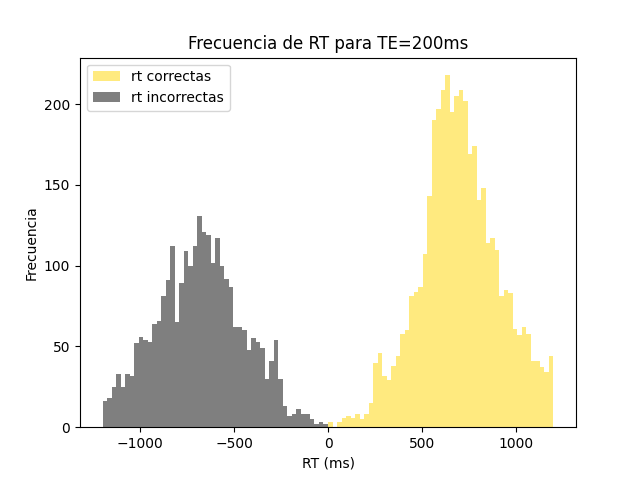 Frecuencia de RT para TE=200ms
rt correctas
rt incorrectas
Frecuencia
200
150
100
50
0
−1000
−500
0
500
1000
RT (ms)